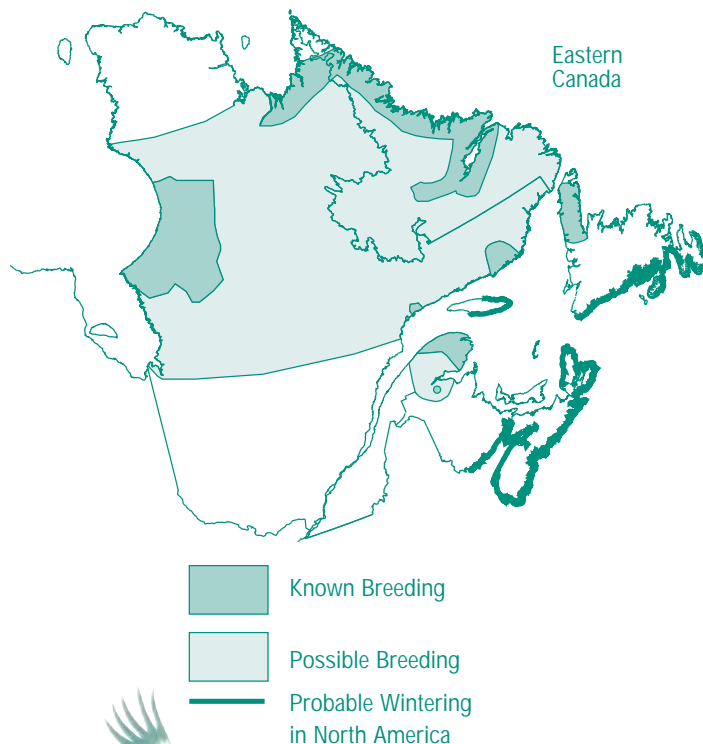 Eastern
Canada
Known Breeding
Possible Breeding
Probable Wintering
in North America